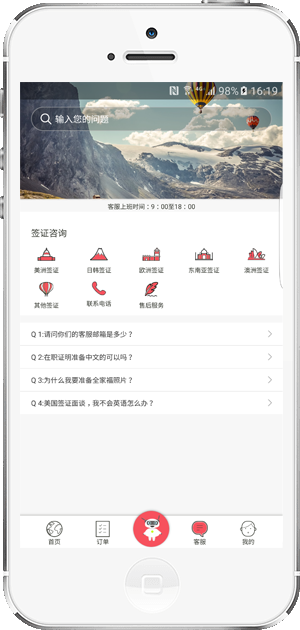 4G 98% 16:19
输入您的问题
客服上班时间：9：00至18：00
签证咨询
美洲签证 日韩签证 欧洲签证 东南亚签证 澳洲签证
其他签证 联系电话 售后服务
Q 1:请问你们的客服邮箱是多少？
Q 2:在职证明准备中文的可以吗？
Q 3:为什么我要准备全家福照片？
Q 4:美国签证面谈，我不会英语怎么办？
首页 订单 客服 我的